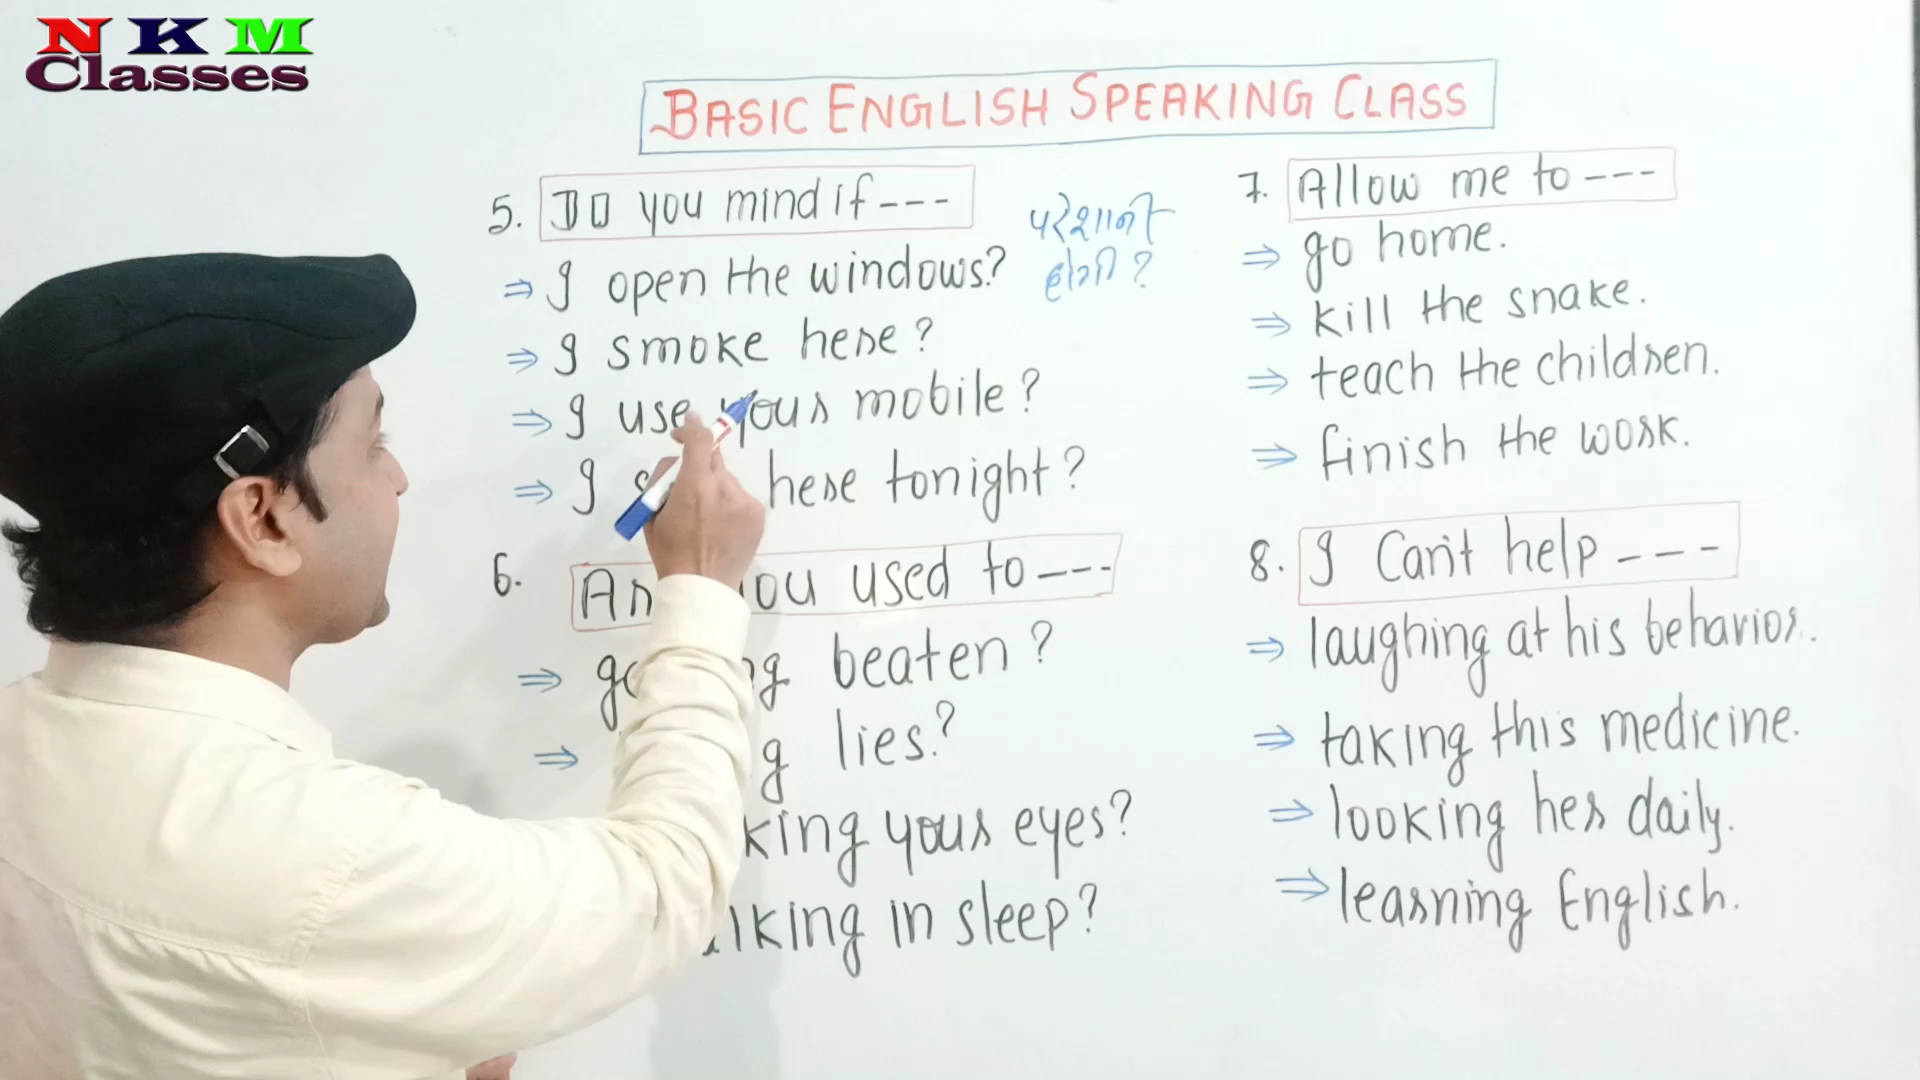 NKM
Classes
BASIC ENGLISH SPEAKING CLASS
5. Do you mind if ---
⇒ I open the windows?
परेशानी
होगी?
⇒ I smoke here?
⇒ I use your mobile?
⇒ I here tonight?
6. you used to ---
⇒ beaten?
⇒ lies?
your eyes?
in sleep?
7. Allow me to ---
⇒ go home.
⇒ kill the snake.
⇒ teach the children.
⇒ finish the work.
8. I Can't help ---
⇒ laughing at his behavior.
⇒ taking this medicine.
⇒ looking her daily.
⇒ learning English.